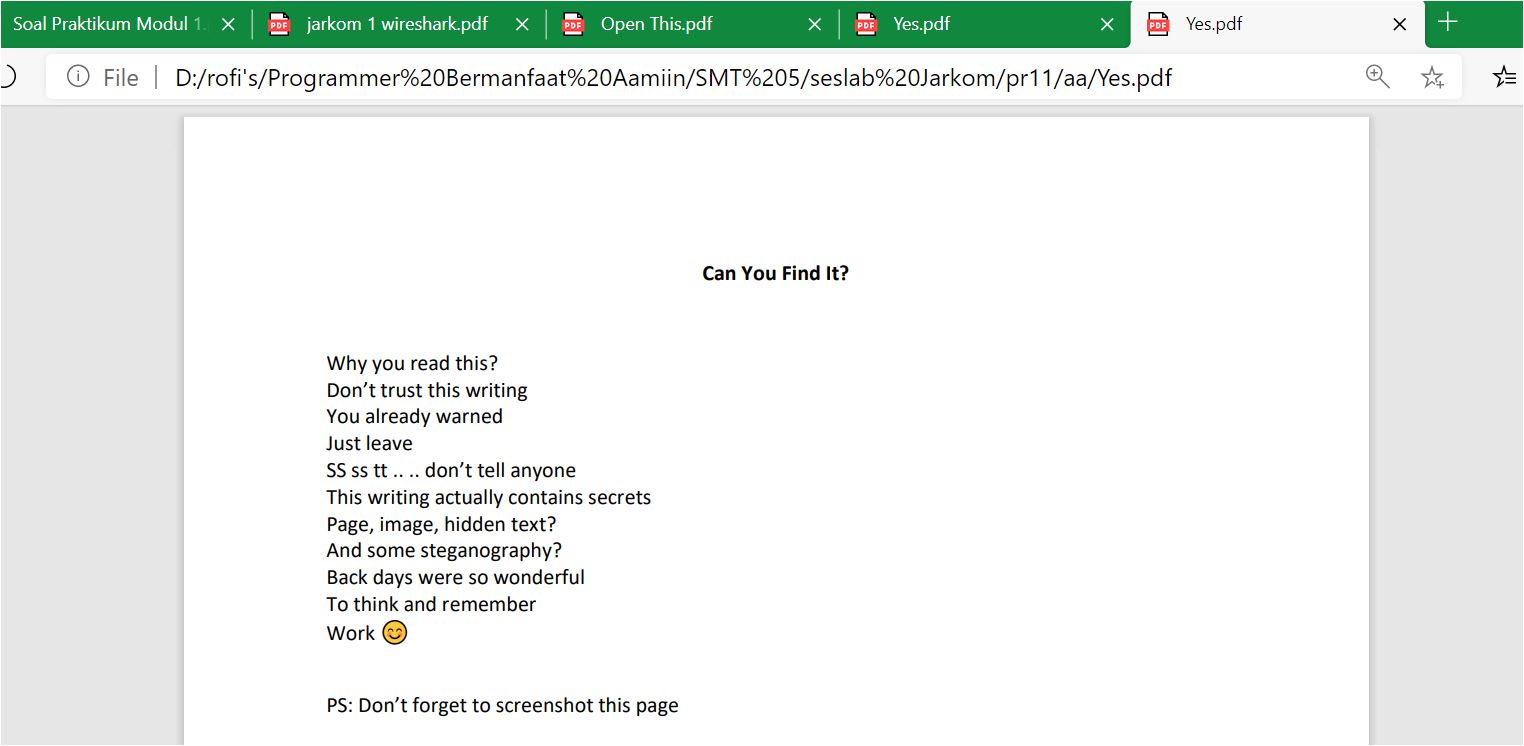 Soal Praktikum Modul 1.
jarkom 1 wireshark.pdf
Open This.pdf
Yes.pdf
Yes.pdf
File
D:/rofi's/Programmer%20Bermanfaat%20Aamiin/SMT%205/seslab%20Jarkom/pr11/aa/Yes.pdf
Can You Find It?
Why you read this?
Don’t trust this writing
You already warned
Just leave
SS ss tt .. .. don’t tell anyone
This writing actually contains secrets
Page, image, hidden text?
And some steganography?
Back days were so wonderful
To think and remember
Work 😊
PS: Don’t forget to screenshot this page